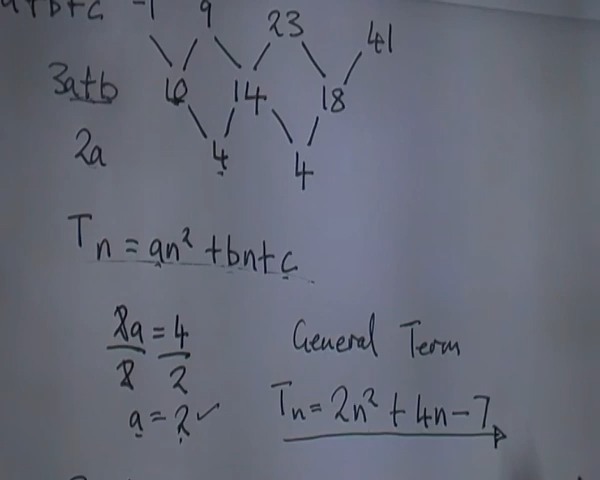 a+b+c -1 9 23 41
3a+b 10 14 18
2a 4 4
Tn = an² + bn + c
2a = 4 General Term
2 2 Tn = 2n² + 4n - 7
a = 2 ✓